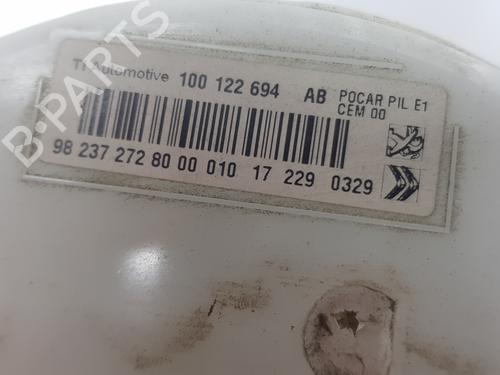 TI Automotive 100 122 694 AB POCAR PIL E1
CEM 00
98 237 272 80 00 010 17 229 0329
B-PARTS